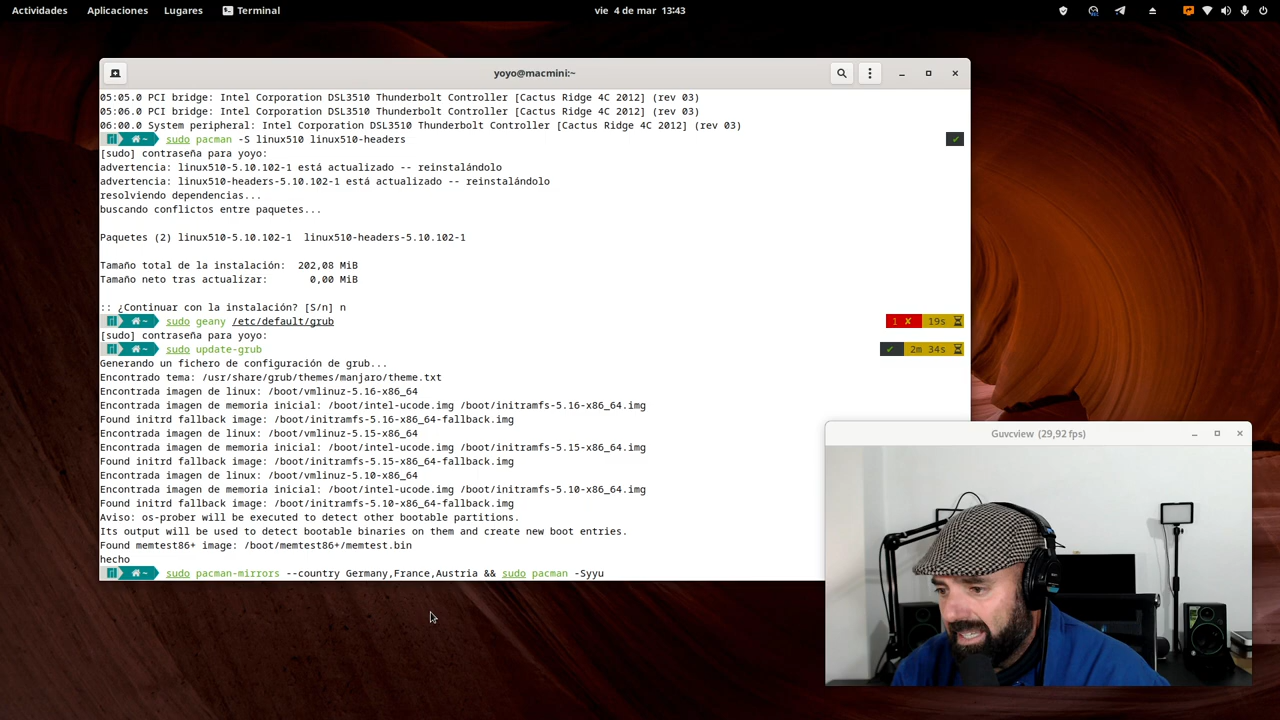 Actividades Aplicaciones Lugares Terminal vie 4 de mar 13:43
yoyo@macmini:~
05:05.0 PCI bridge: Intel Corporation DSL3510 Thunderbolt Controller [Cactus Ridge 4C 2012] (rev 03)
05:06.0 PCI bridge: Intel Corporation DSL3510 Thunderbolt Controller [Cactus Ridge 4C 2012] (rev 03)
06:00.0 System peripheral: Intel Corporation DSL3510 Thunderbolt Controller [Cactus Ridge 4C 2012] (rev 03)
~ sudo pacman -S linux510 linux510-headers ✔
[sudo] contraseña para yoyo:
advertencia: linux510-5.10.102-1 está actualizado -- reinstalándolo
advertencia: linux510-headers-5.10.102-1 está actualizado -- reinstalándolo
resolviendo dependencias...
buscando conflictos entre paquetes...
Paquetes (2) linux510-5.10.102-1  linux510-headers-5.10.102-1
Tamaño total de la instalación:  202,08 MiB
Tamaño neto tras actualizar:       0,00 MiB
:: ¿Continuar con la instalación? [S/n] n
~ sudo geany /etc/default/grub 1 ✘ 19s
[sudo] contraseña para yoyo:
~ sudo update-grub ✔ 2m 34s
Generando un fichero de configuración de grub...
Encontrado tema: /usr/share/grub/themes/manjaro/theme.txt
Encontrada imagen de linux: /boot/vmlinuz-5.16-x86_64
Encontrada imagen de memoria inicial: /boot/intel-ucode.img /boot/initramfs-5.16-x86_64.img
Found initrd fallback image: /boot/initramfs-5.16-x86_64-fallback.img
Encontrada imagen de linux: /boot/vmlinuz-5.15-x86_64
Encontrada imagen de memoria inicial: /boot/intel-ucode.img /boot/initramfs-5.15-x86_64.img
Found initrd fallback image: /boot/initramfs-5.15-x86_64-fallback.img
Encontrada imagen de linux: /boot/vmlinuz-5.10-x86_64
Encontrada imagen de memoria inicial: /boot/intel-ucode.img /boot/initramfs-5.10-x86_64.img
Found initrd fallback image: /boot/initramfs-5.10-x86_64-fallback.img
Aviso: os-prober will be executed to detect other bootable partitions.
Its output will be used to detect bootable binaries on them and create new boot entries.
Found memtest86+ image: /boot/memtest86+/memtest.bin
hecho
~ sudo pacman-mirrors --country Germany,France,Austria && sudo pacman -Syyu
Guvcview (29,92 fps)